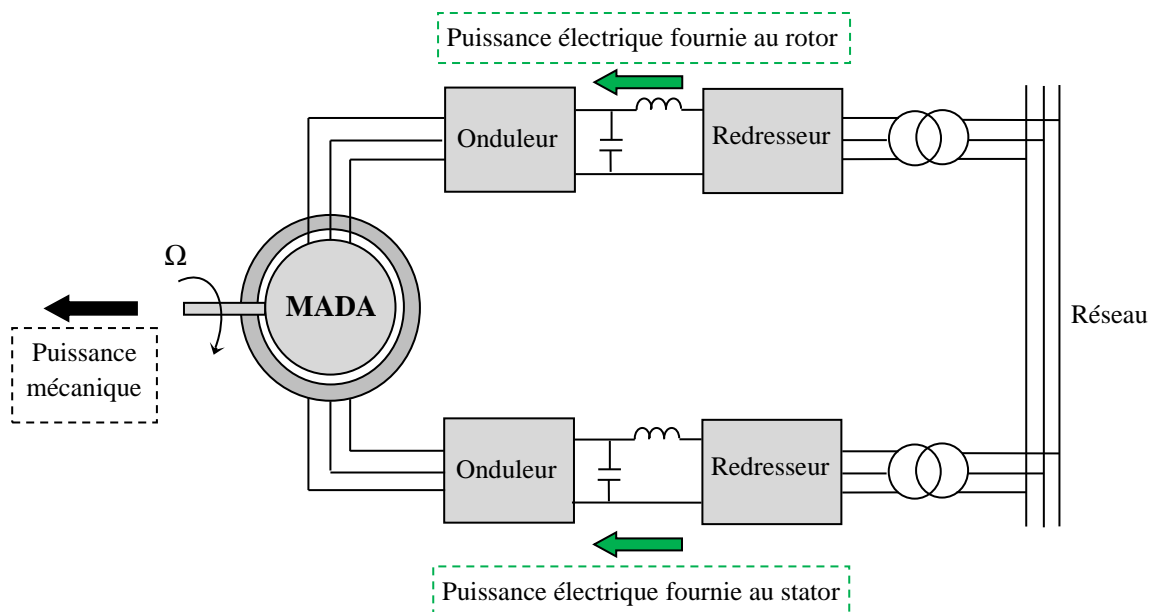 Puissance électrique fournie au rotor
Onduleur
Redresseur
Ω
MADA
Réseau
Puissance
mécanique
Onduleur
Redresseur
Puissance électrique fournie au stator